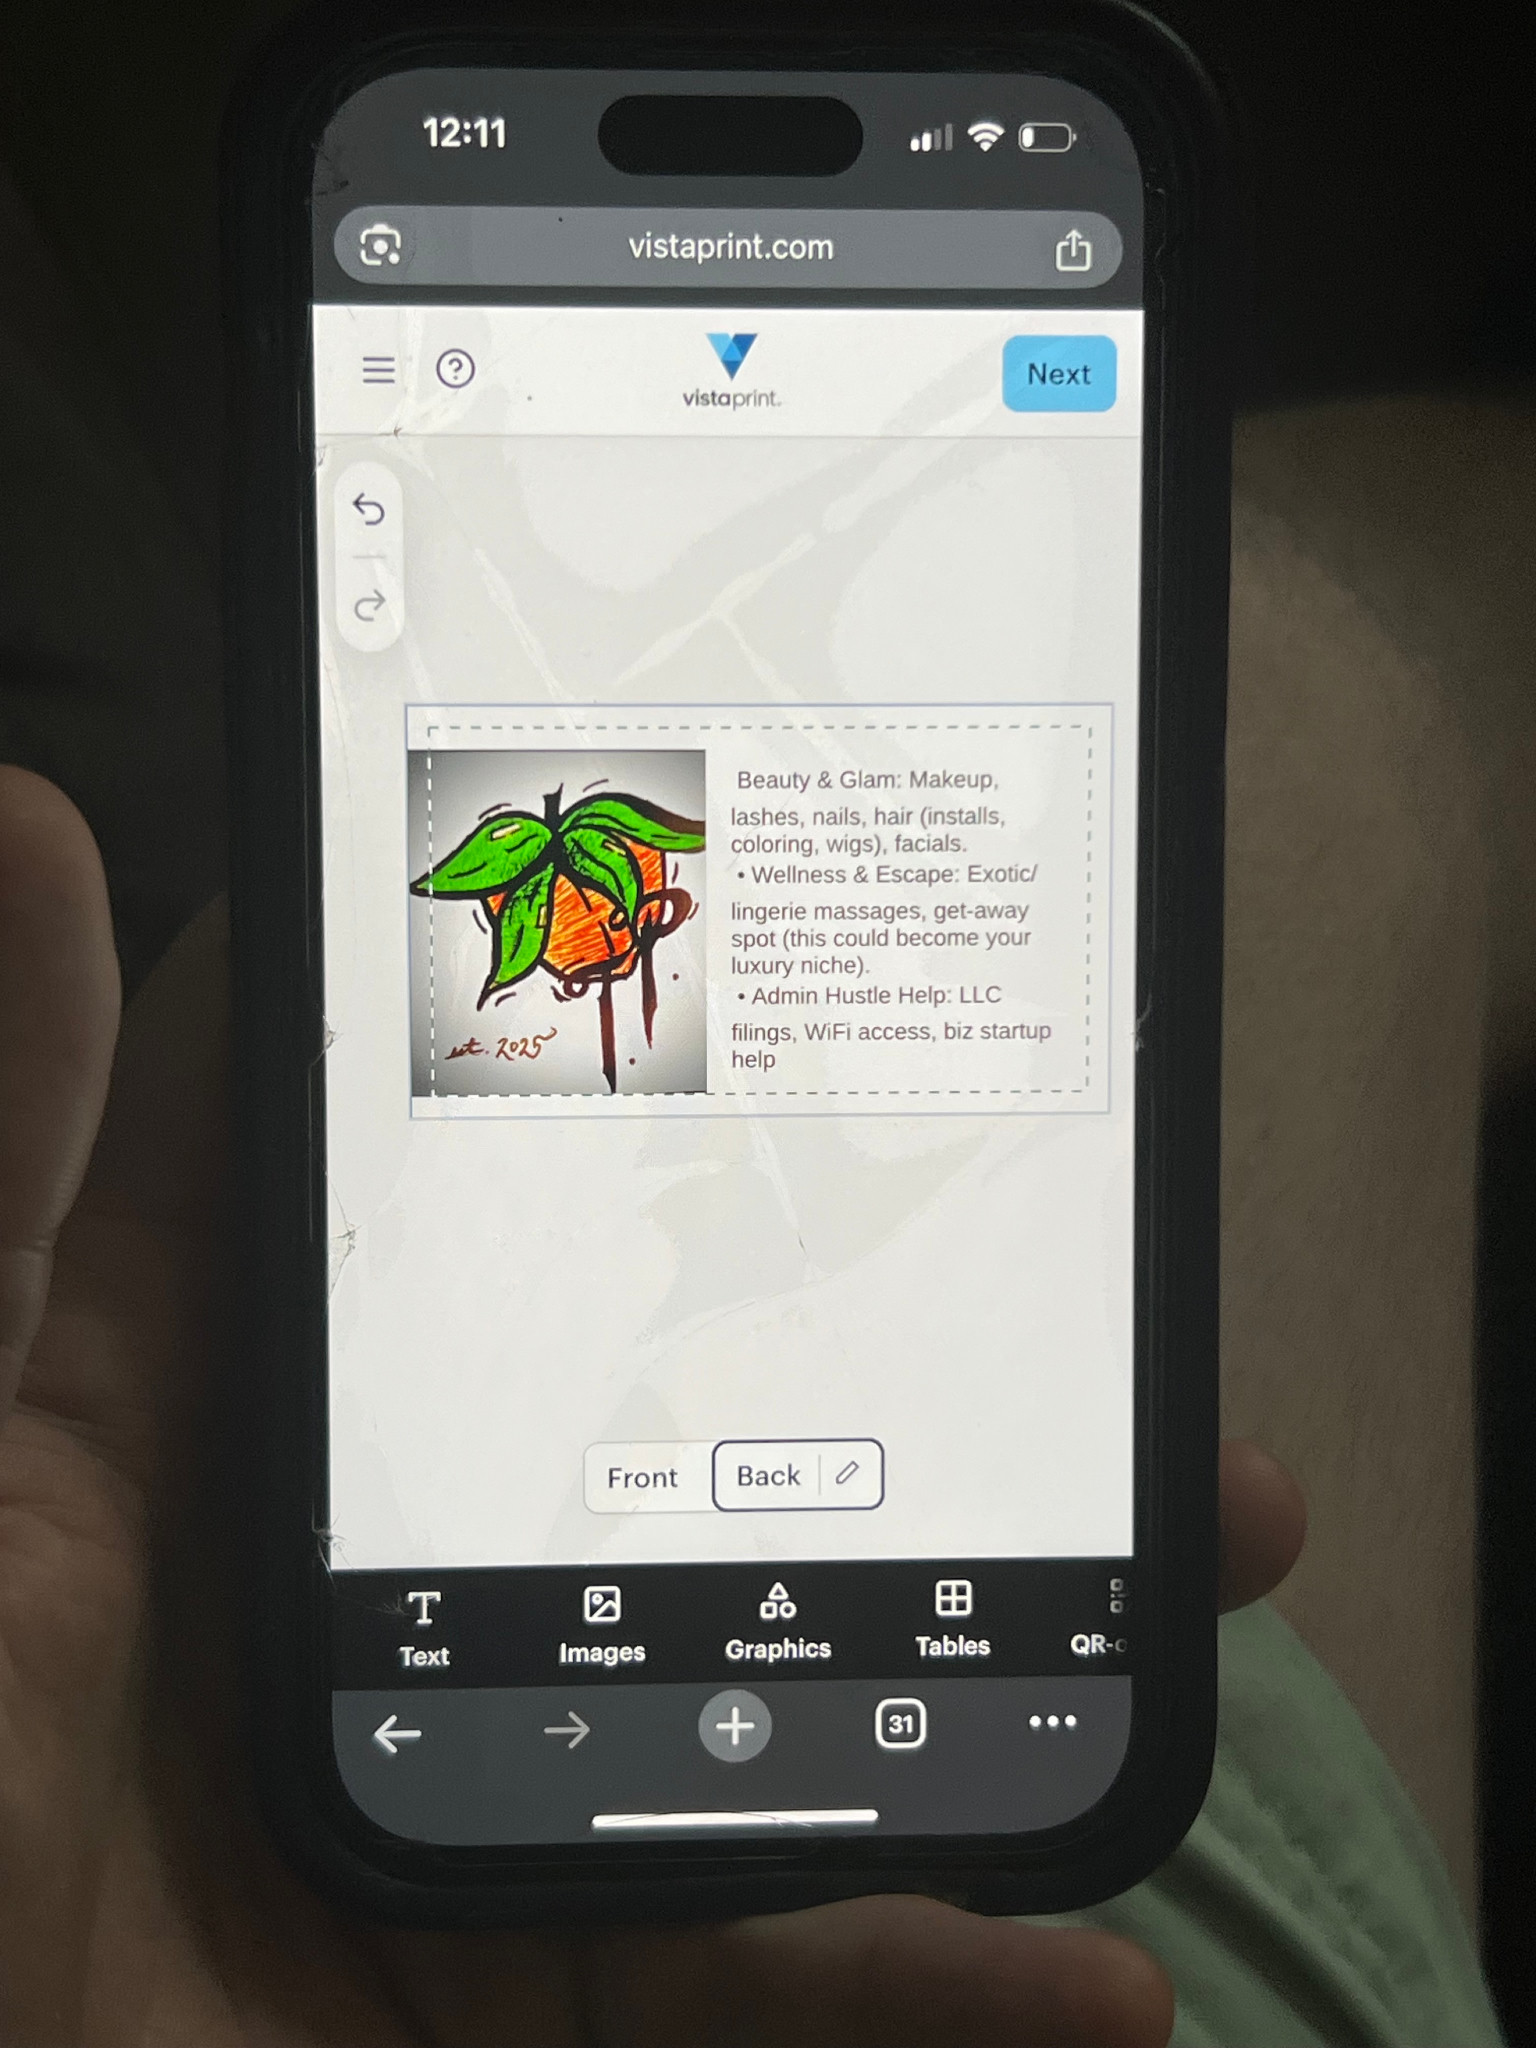 12:11
vistaprint.com
vistaprint.
Next
Beauty & Glam: Makeup,
lashes, nails, hair (installs,
coloring, wigs), facials.
• Wellness & Escape: Exotic/
lingerie massages, get-away
spot (this could become your
luxury niche).
• Admin Hustle Help: LLC
filings, WiFi access, biz startup
help
est. 2025
Front
Back
Text
Images
Graphics
Tables
QR-c
31